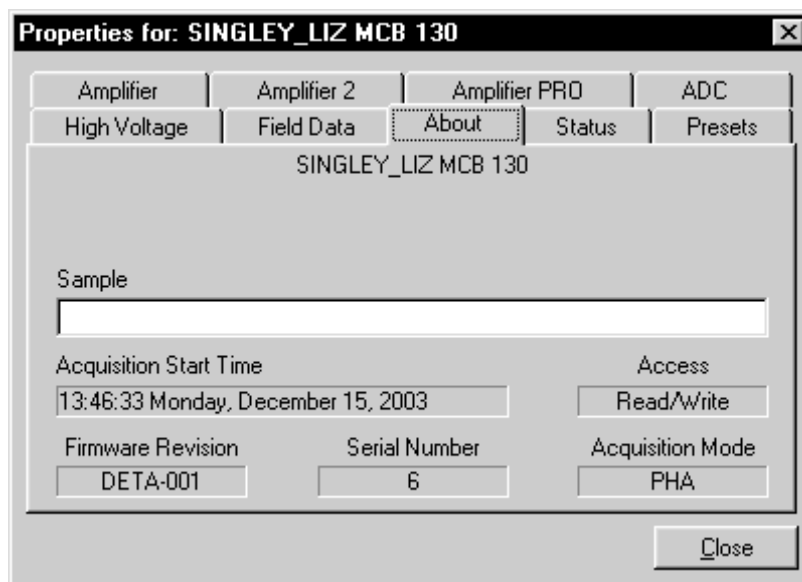 Properties for: SINGLEY_LIZ MCB 130
Amplifier Amplifier 2 Amplifier PRO ADC
High Voltage Field Data About Status Presets
SINGLEY_LIZ MCB 130
Sample
Acquisition Start Time Access
13:46:33 Monday, December 15, 2003 Read/Write
Firmware Revision Serial Number Acquisition Mode
DETA-001 6 PHA
Close